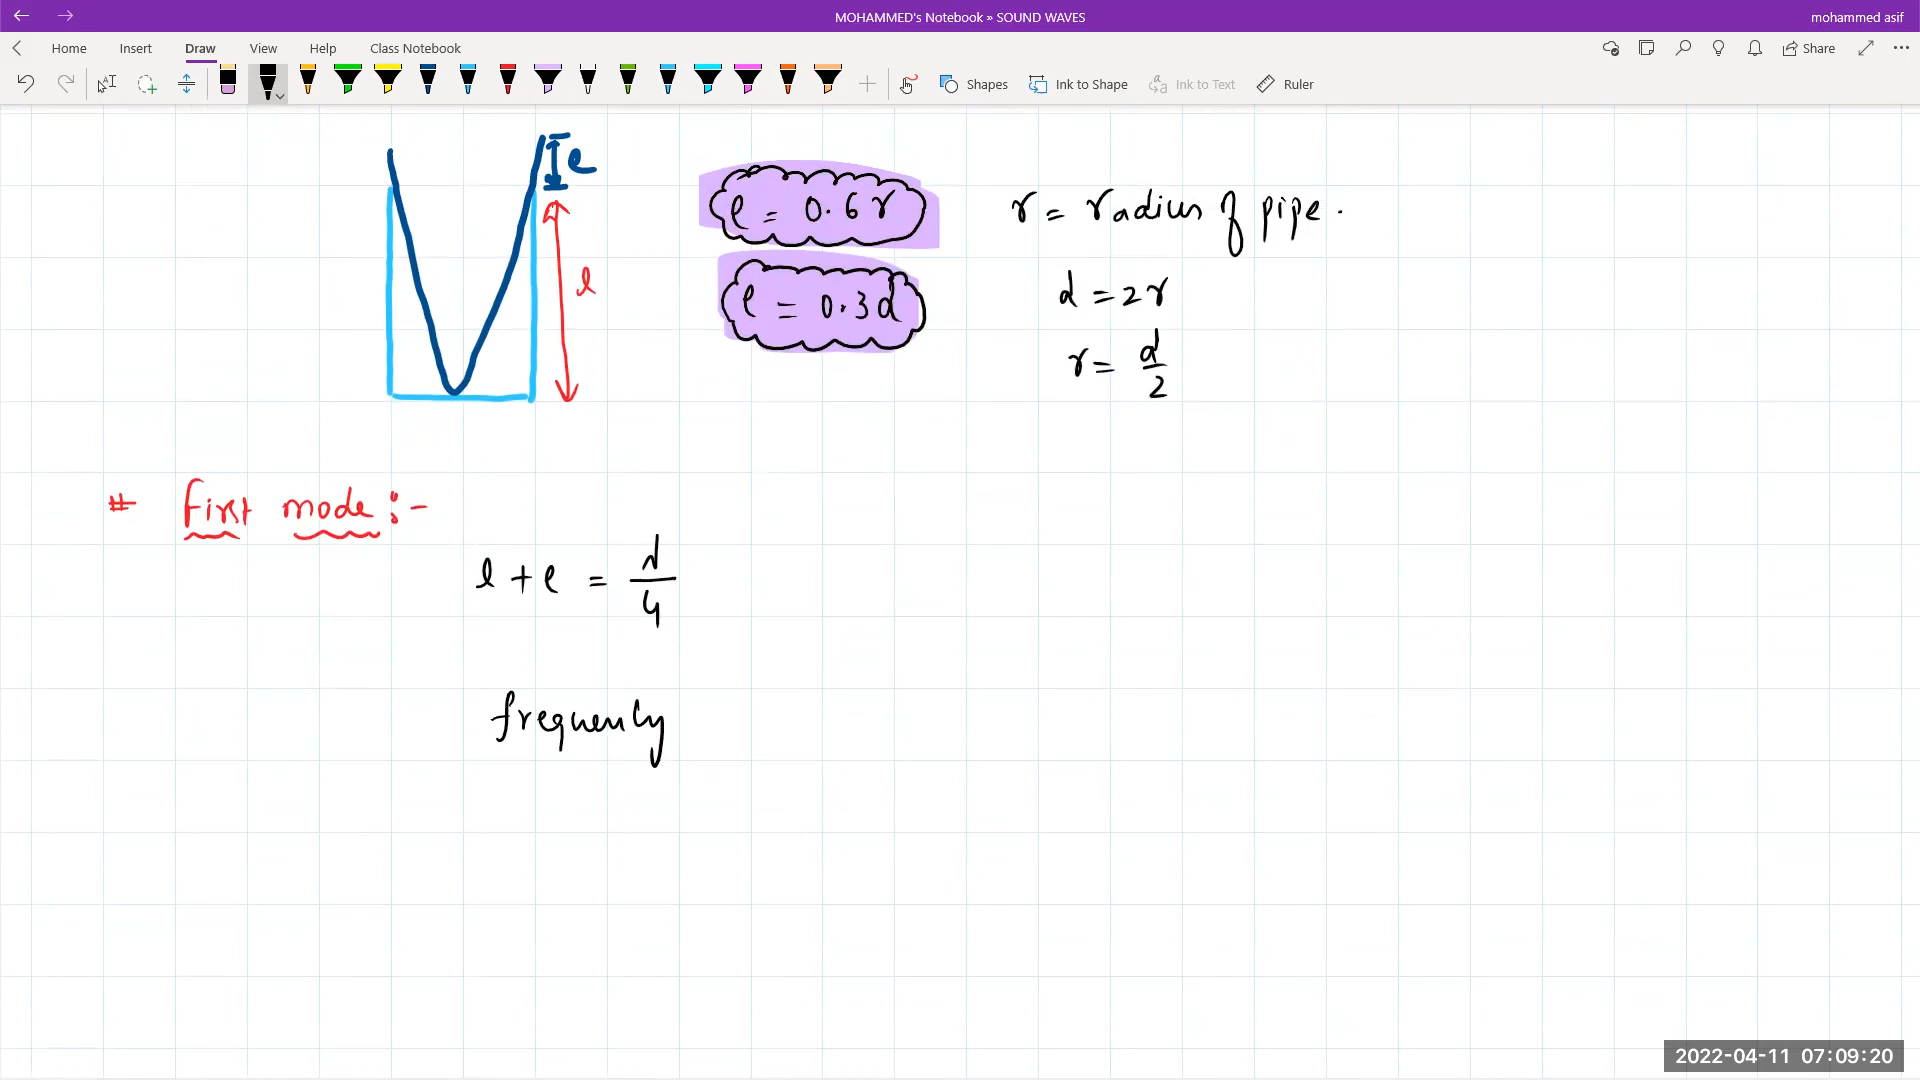 MOHAMMED's Notebook » SOUND WAVES
mohammed asif
Home Insert Draw View Help Class Notebook
Share
Shapes Ink to Shape Ink to Text Ruler
e
l
e = 0.6 r
e = 0.3 d
r = radius of pipe.
d = 2r
r = d/2
# First mode :-
l + e = λ/4
frequency
2022-04-11 07:09:20